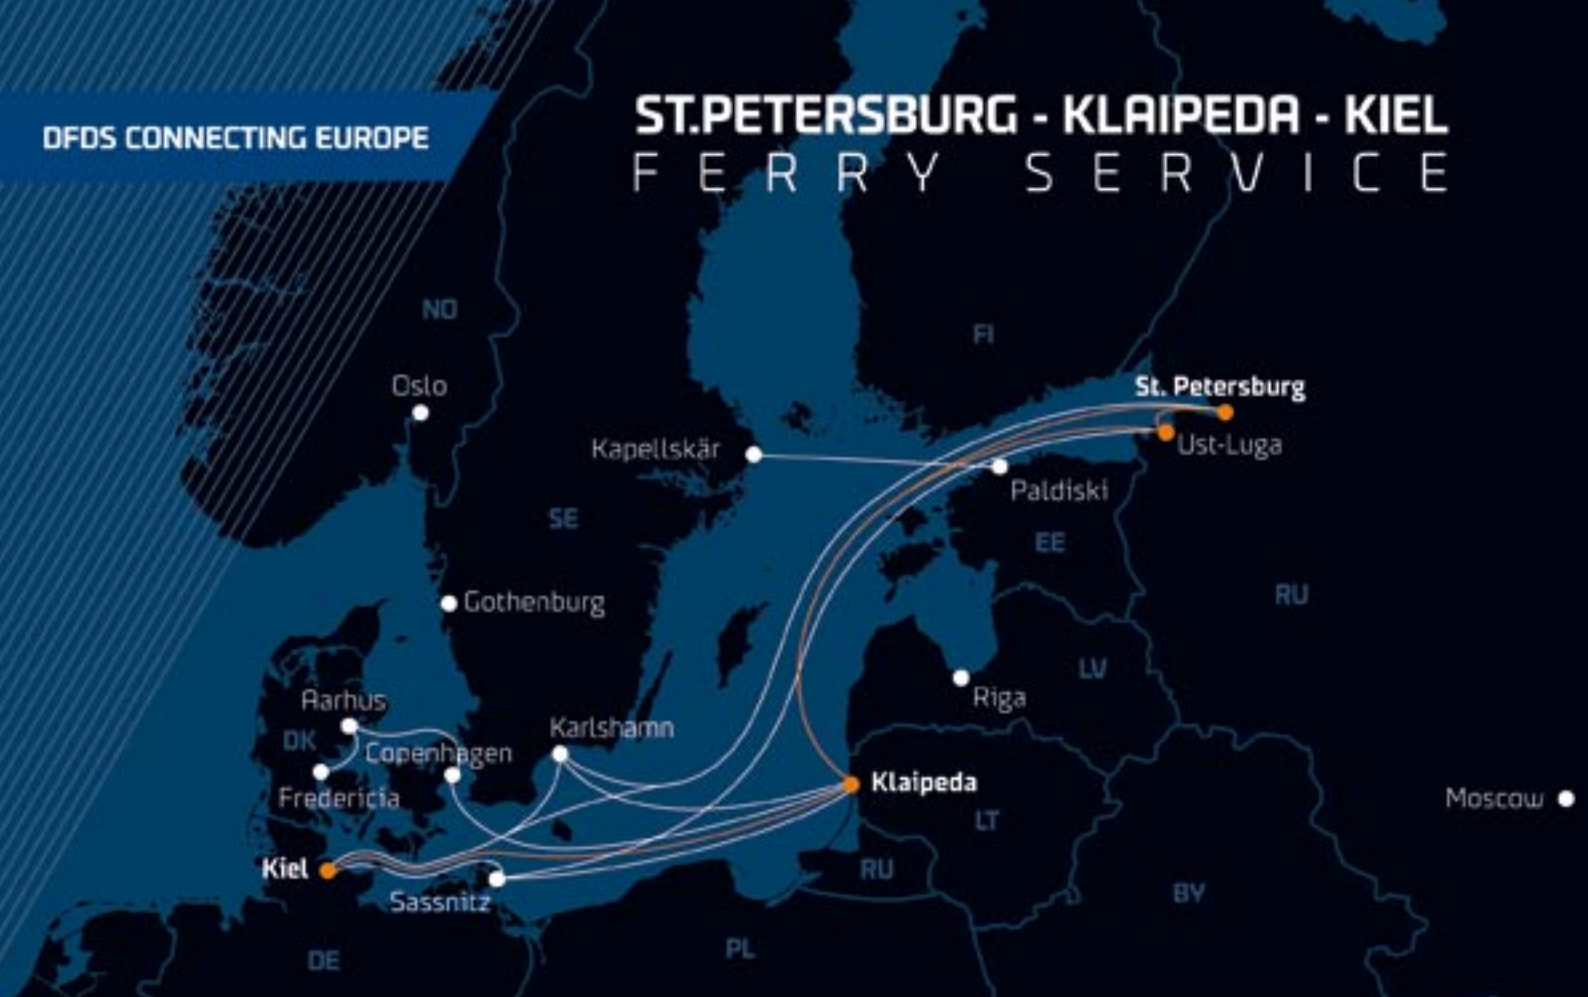 DFDS CONNECTING EUROPE
ST.PETERSBURG - KLAIPEDA - KIEL
FERRY SERVICE
NO
FI
Oslo
St. Petersburg
Kapellskär
Ust-Luga
Paldiski
SE
EE
RU
Gothenburg
LV
Riga
Aarhus
Karlshamn
DK
Copenhagen
Klaipeda
Fredericia
Moscow
LT
Kiel
RU
Sassnitz
BY
PL
DE